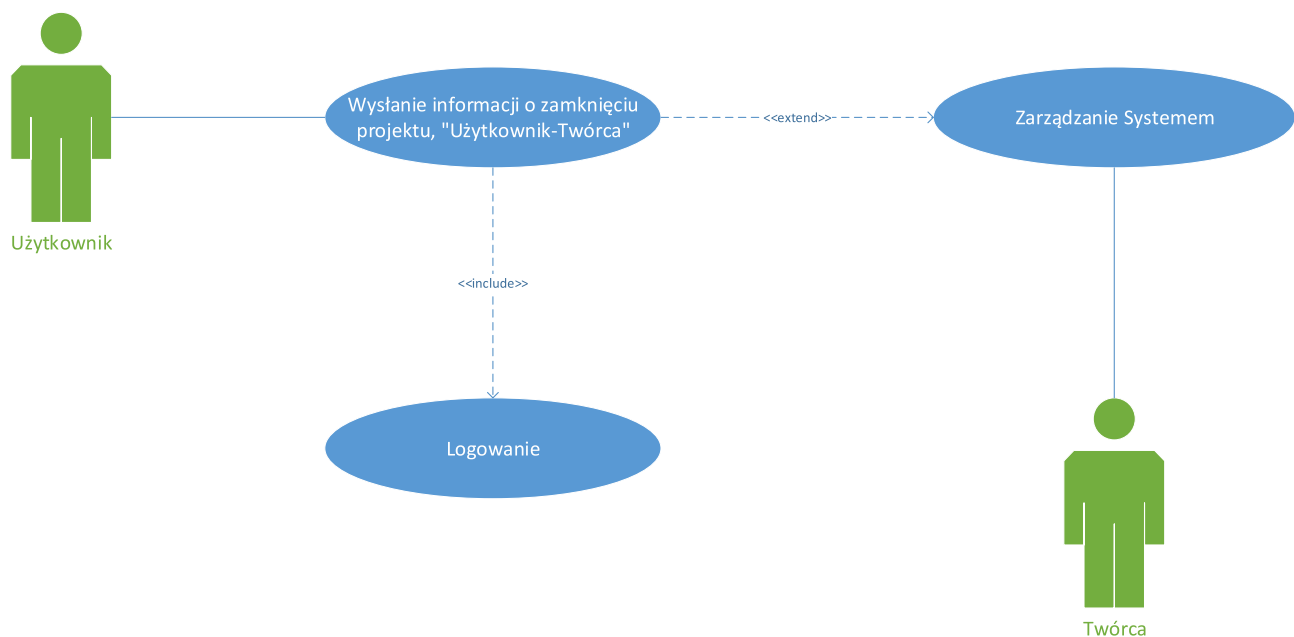 Wysłanie informacji o zamknięciu
projektu, "Użytkownik-Twórca"
<<extend>>
Zarządzanie Systemem
Użytkownik
<<include>>
Logowanie
Twórca